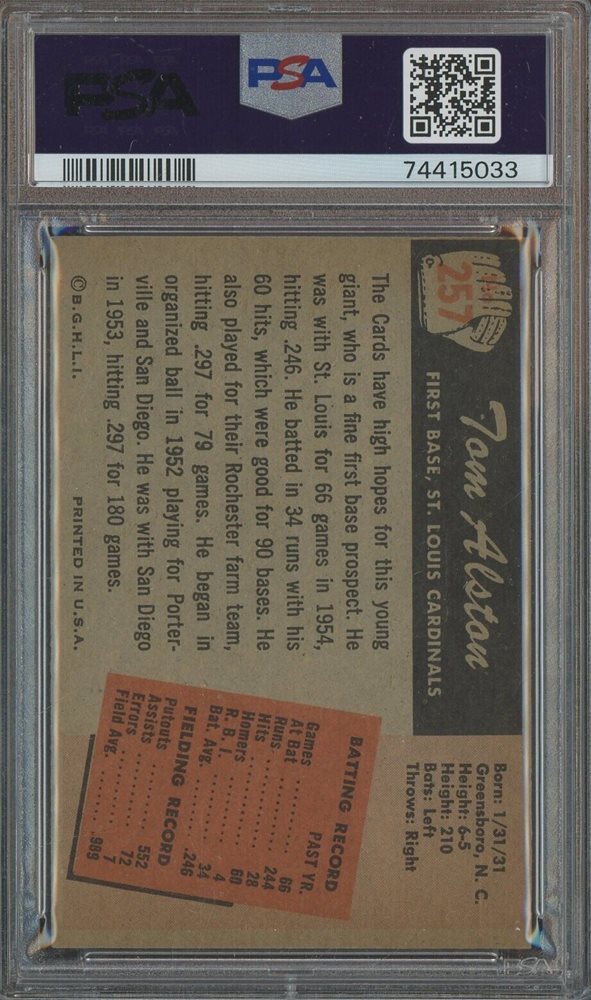 PSA
PSA
74415033
257
Tom Alston
FIRST BASE, ST. LOUIS CARDINALS
Born: 1/31/31
Greensboro, N. C.
Height: 6-5
Height: 210
Bats: Left
Throws: Right
The Cards have high hopes for this young
giant, who is a fine first base prospect. He
was with St. Louis for 66 games in 1954,
hitting .246. He batted in 34 runs with his
60 hits, which were good for 90 bases. He
also played for their Rochester farm team,
hitting .297 for 79 games. He began in
organized ball in 1952 playing for Porter-
ville and San Diego. He was with San Diego
in 1953, hitting .297 for 180 games.
BATTING RECORD
PAST YR.
Games 66
At Bat 244
Runs 28
Hits 60
Homers 4
R. B. I. 34
Bat. Avg. .246
FIELDING RECORD
Putouts 552
Assists 72
Errors 7
Field Avg. .989
© B.G.H.L.I.
PRINTED IN U.S.A.
PSA